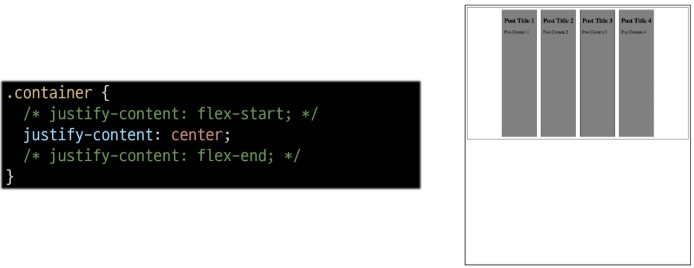 .container {
/* justify-content: flex-start; */
justify-content: center;
/* justify-content: flex-end; */
}
Post Title 1 Post Title 2 Post Title 3 Post Title 4
Post Content 1 Post Content 2 Post Content 3 Post Content 4